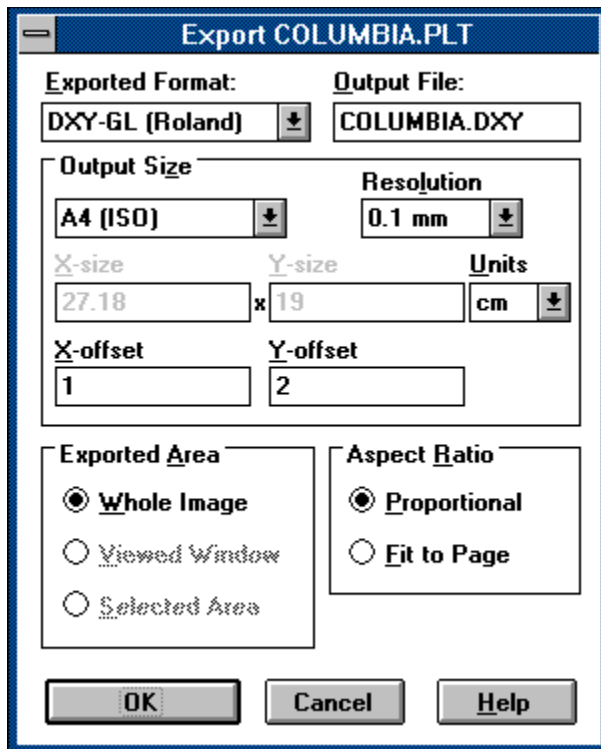 Export COLUMBIA.PLT
Exported Format: Output File:
DXY-GL (Roland) COLUMBIA.DXY
Output Size
Resolution
A4 (ISO) 0.1 mm
X-size Y-size Units
27.18 x 19 cm
X-offset Y-offset
1 2
Exported Area
Whole Image
Viewed Window
Selected Area
Aspect Ratio
Proportional
Fit to Page
OK Cancel Help